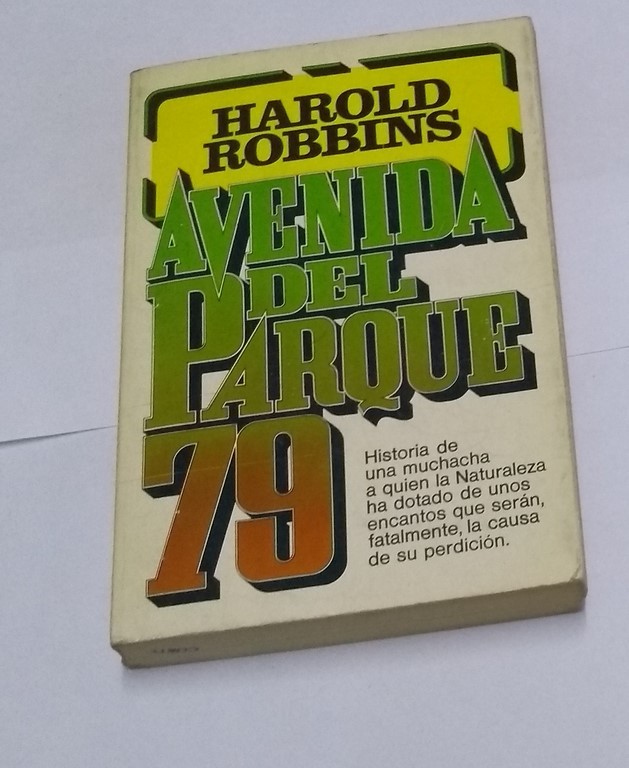 HAROLD
ROBBINS
AVENIDA
DEL
PARQUE
79
Historia de
una muchacha
a quien la Naturaleza
ha dotado de unos
encantos que serán,
fatalmente, la causa
de su perdición.